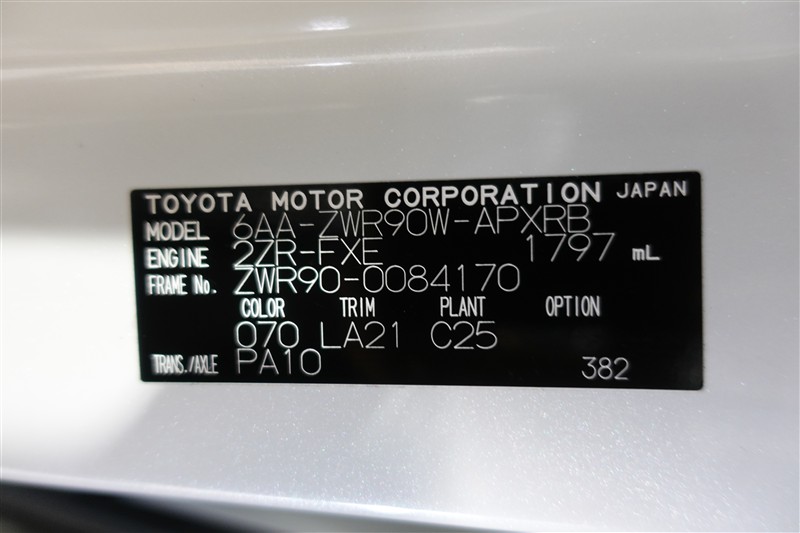 TOYOTA MOTOR CORPORATION JAPAN
MODEL 6AA-ZWR90W-APXRB
ENGINE 2ZR-FXE 1797 mL
FRAME No. ZWR90-0084170
COLOR TRIM PLANT OPTION
070 LA21 C25
TRANS./AXLE PA10 382